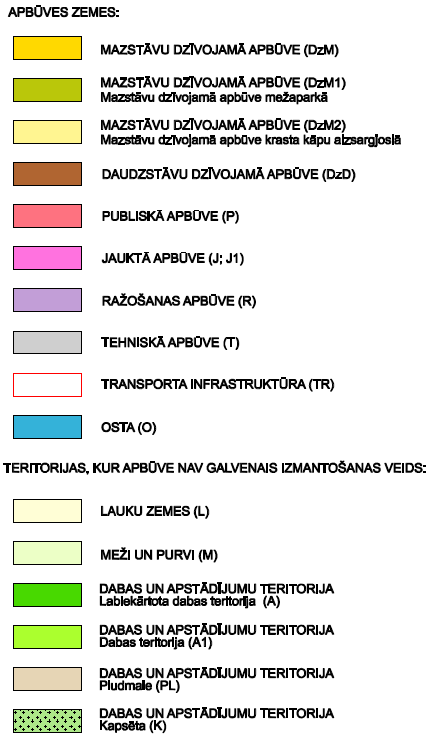 APBŪVES ZEMES:
MAZSTĀVU DZĪVOJAMĀ APBŪVE (DzM)
MAZSTĀVU DZĪVOJAMĀ APBŪVE (DzM1)
Mazstāvu dzīvojamā apbūve mežaparkā
MAZSTĀVU DZĪVOJAMĀ APBŪVE (DzM2)
Mazstāvu dzīvojamā apbūve krasta kāpu aizsargjoslā
DAUDZSTĀVU DZĪVOJAMĀ APBŪVE (DzD)
PUBLISKĀ APBŪVE (P)
JAUKTĀ APBŪVE (J; J1)
RAŽOŠANAS APBŪVE (R)
TEHNISKĀ APBŪVE (T)
TRANSPORTA INFRASTRUKTŪRA (TR)
OSTA (O)
TERITORIJAS, KUR APBŪVE NAV GALVENAIS IZMANTOŠANAS VEIDS:
LAUKU ZEMES (L)
MEŽI UN PURVI (M)
DABAS UN APSTĀDĪJUMU TERITORIJA
Labiekārtota dabas teritorija (A)
DABAS UN APSTĀDĪJUMU TERITORIJA
Dabas teritorija (A1)
DABAS UN APSTĀDĪJUMU TERITORIJA
Pludmale (PL)
DABAS UN APSTĀDĪJUMU TERITORIJA
Kapsēta (K)